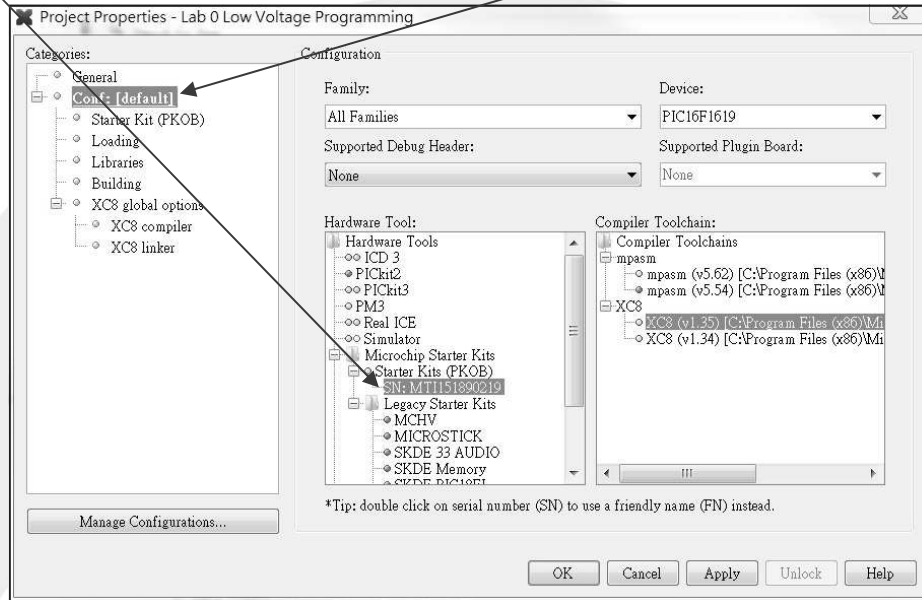 Project Properties - Lab 0 Low Voltage Programming
Categories:
General
Conf: [default]
Starter Kit (PKOB)
Loading
Libraries
Building
XC8 global options
XC8 compiler
XC8 linker
Manage Configurations...
Configuration
Family:
All Families
Device:
PIC16F1619
Supported Debug Header:
None
Supported Plugin Board:
None
Hardware Tool:
Hardware Tools
ICD 3
PICkit2
PICkit3
PM3
Real ICE
Simulator
Microchip Starter Kits
Starter Kits (PKOB)
SN: MTI151890219
Legacy Starter Kits
MCHV
MICROSTICK
SKDE 33 AUDIO
SKDE Memory
Compiler Toolchain:
Compiler Toolchains
mpasm
mpasm (v5.62) [C:\Program Files (x86)\
mpasm (v5.54) [C:\Program Files (x86)\
XC8
XC8 (v1.35) [C:\Program Files (x86)\Mi
XC8 (v1.34) [C:\Program Files (x86)\Mi
*Tip: double click on serial number (SN) to use a friendly name (FN) instead.
OK
Cancel
Apply
Unlock
Help